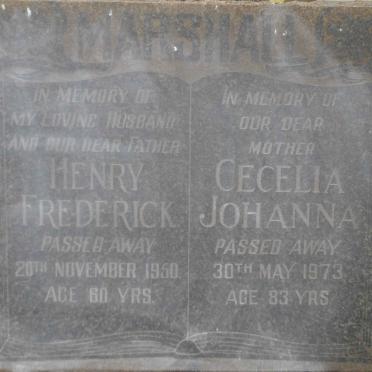 MARSHALL
IN MEMORY OF
MY LOVING HUSBAND
AND OUR DEAR FATHER
HENRY
FREDERICK
PASSED AWAY
20TH NOVEMBER 1950.
AGE 60 YRS.
IN MEMORY OF
OUR DEAR
MOTHER
CECELIA
JOHANNA
PASSED AWAY
30TH MAY 1973
AGE 83 YRS